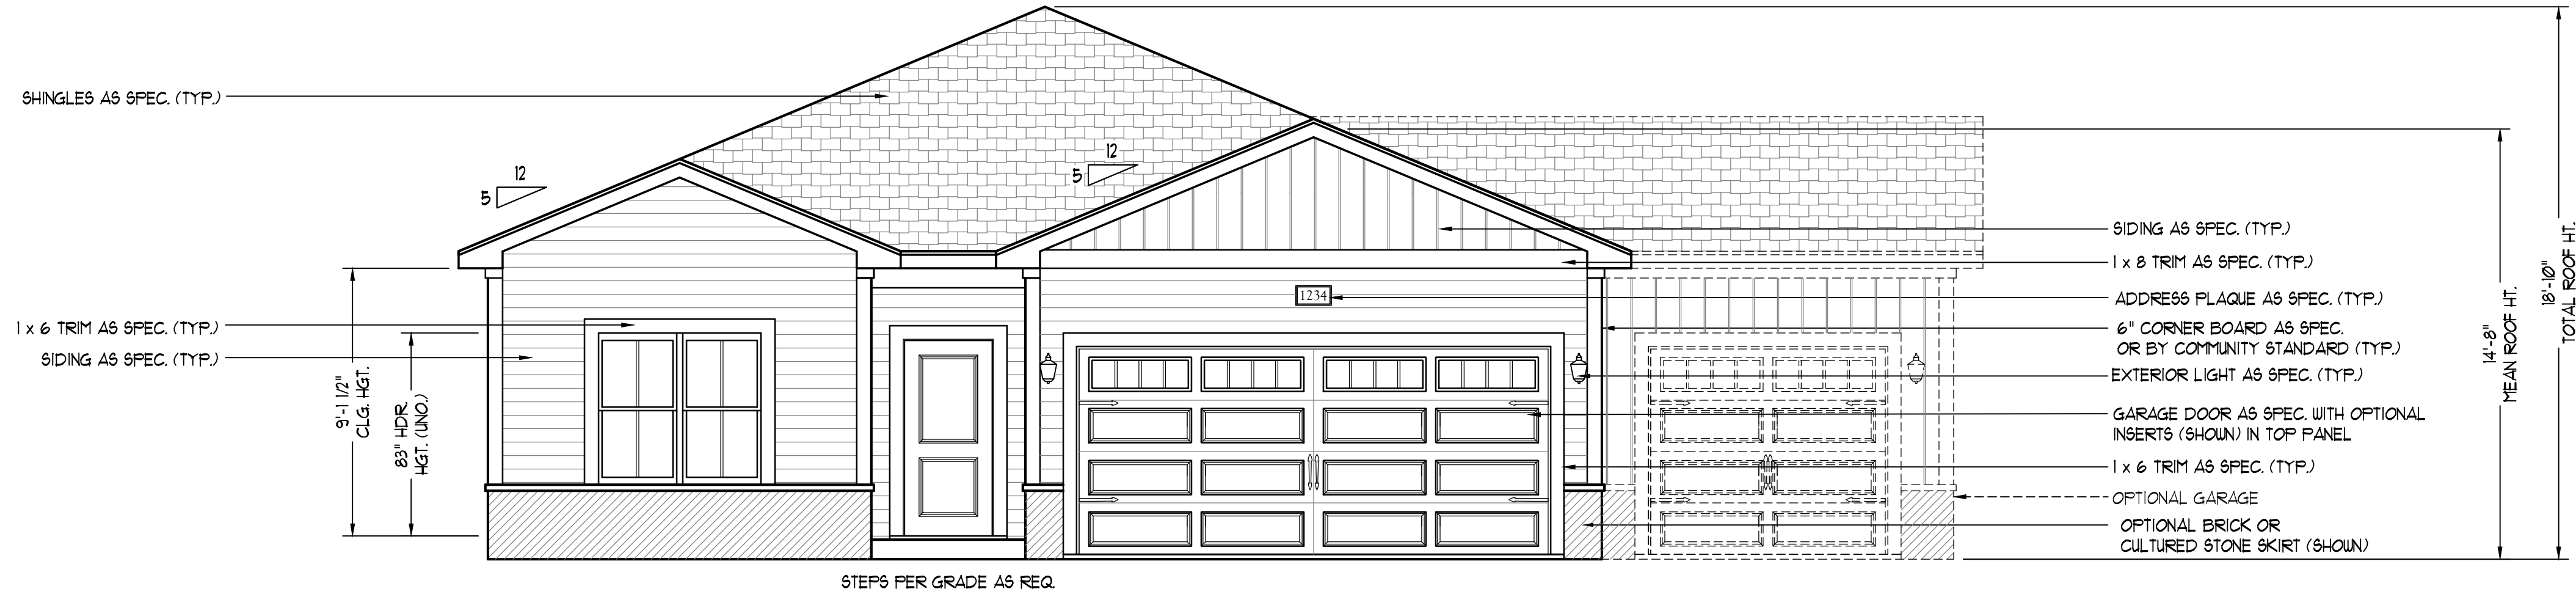 SHINGLES AS SPEC. (TYP.)
12
5
12
5
1 x 6 TRIM AS SPEC. (TYP.)
SIDING AS SPEC. (TYP.)
9'-1 1/2"
CLG. HGT.
83" HDR.
HGT. (UNO.)
1234
STEPS PER GRADE AS REQ.
SIDING AS SPEC. (TYP.)
1 x 8 TRIM AS SPEC. (TYP.)
ADDRESS PLAQUE AS SPEC. (TYP.)
6" CORNER BOARD AS SPEC.
OR BY COMMUNITY STANDARD (TYP.)
EXTERIOR LIGHT AS SPEC. (TYP.)
GARAGE DOOR AS SPEC. WITH OPTIONAL
INSERTS (SHOWN) IN TOP PANEL
1 x 6 TRIM AS SPEC. (TYP.)
OPTIONAL GARAGE
OPTIONAL BRICK OR
CULTURED STONE SKIRT (SHOWN)
14'-8"
MEAN ROOF HT.
18'-10"
TOTAL ROOF HT.